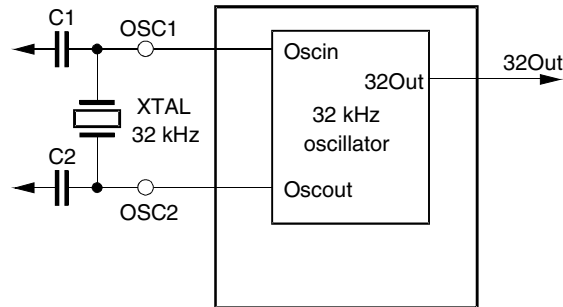 C1
OSC1
Oscin
32Out
32Out
XTAL
32 kHz
32 kHz
oscillator
C2
Oscout
OSC2